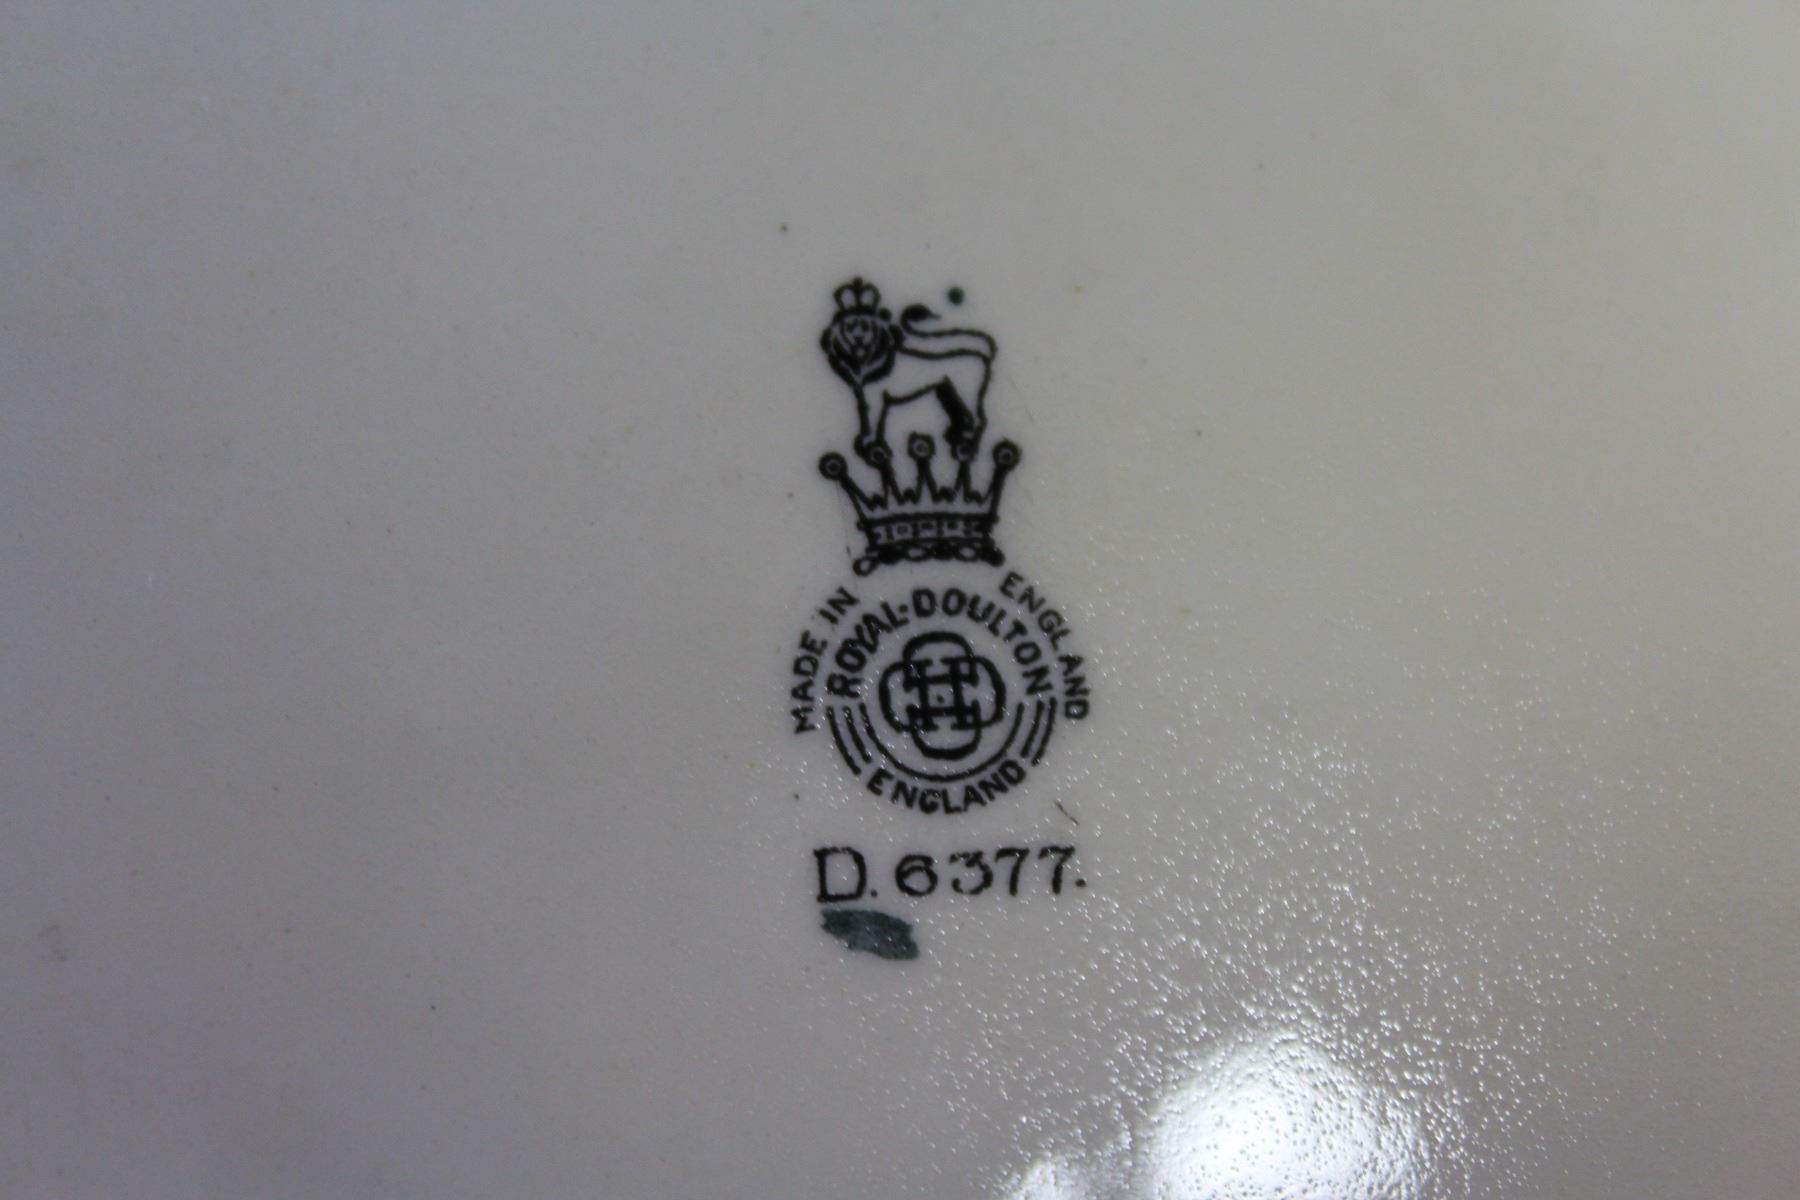 MADE IN ENGLAND
ROYAL·DOULTON
ENGLAND
D.6377.